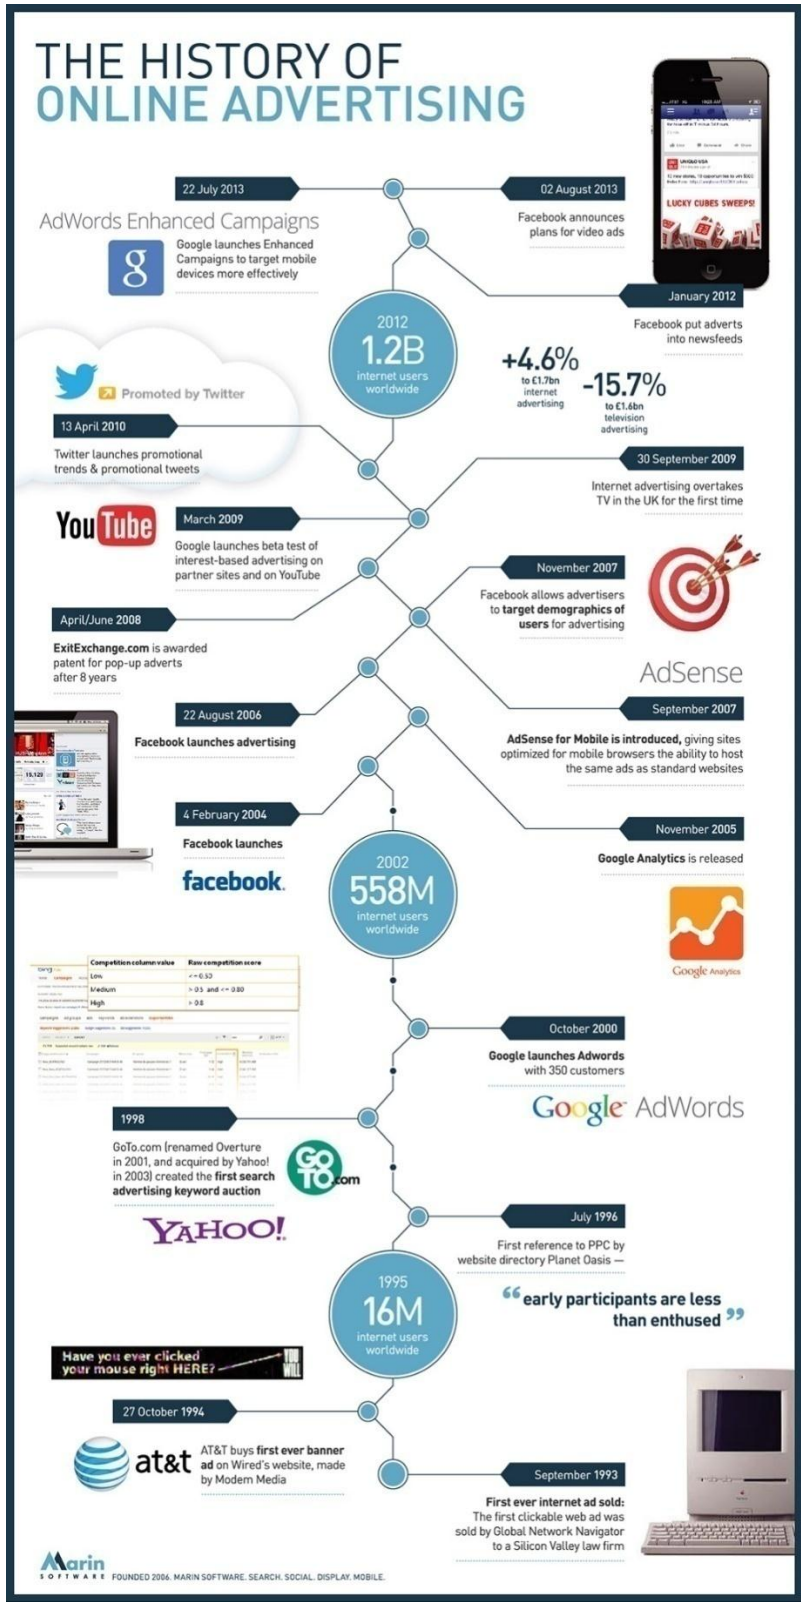 THE HISTORY OF
ONLINE ADVERTISING
22 July 2013
AdWords Enhanced Campaigns
g
Google launches Enhanced
Campaigns to target mobile
devices more effectively
02 August 2013
Facebook announces
plans for video ads
UNIQLO USA
LUCKY CUBES SWEEPS!
January 2012
Facebook put adverts
into newsfeeds
2012
1.2B
internet users
worldwide
+4.6%
to £1.7bn
internet
advertising
-15.7%
to £1.6bn
television
advertising
Promoted by Twitter
13 April 2010
Twitter launches promotional
trends & promotional tweets
30 September 2009
Internet advertising overtakes
TV in the UK for the first time
YouTube
March 2009
Google launches beta test of
interest-based advertising on
partner sites and on YouTube
November 2007
Facebook allows advertisers
to target demographics of
users for advertising
April/June 2008
ExitExchange.com is awarded
patent for pop-up adverts
after 8 years
AdSense
September 2007
AdSense for Mobile is introduced, giving sites
optimized for mobile browsers the ability to host
the same ads as standard websites
22 August 2006
Facebook launches advertising
4 February 2004
Facebook launches
facebook.
November 2005
Google Analytics is released
Google Analytics
2002
558M
internet users
worldwide
Competition column value Raw competition score
Low
Medium > 0.5 and <= 0.80
High > 0.8
October 2000
Google launches Adwords
with 350 customers
Google AdWords
1998
GoTo.com (renamed Overture
in 2001, and acquired by Yahoo!
in 2003) created the first search
advertising keyword auction
GO
TO.com
YAHOO!
July 1996
First reference to PPC by
website directory Planet Oasis —
“early participants are less
than enthused”
1995
16M
internet users
worldwide
Have you ever clicked
your mouse right HERE?
YOU
WILL
27 October 1994
at&t
AT&T buys first ever banner
ad on Wired's website, made
by Modem Media
September 1993
First ever internet ad sold:
The first clickable web ad was
sold by Global Network Navigator
to a Silicon Valley law firm
Marin
SOFTWARE
FOUNDED 2006. MARIN SOFTWARE. SEARCH. SOCIAL. DISPLAY. MOBILE.